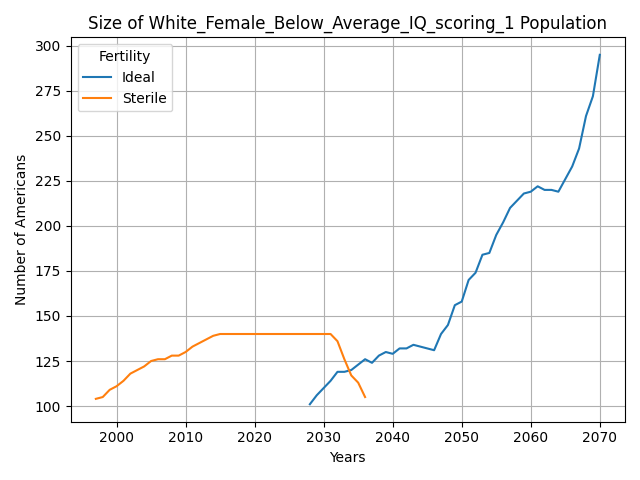 Size of White_Female_Below_Average_IQ_scoring_1 Population
Number of Americans
300
275
250
225
200
175
150
125
100
Fertility
Ideal
Sterile
2000
2010
2020
2030
2040
2050
2060
2070
Years